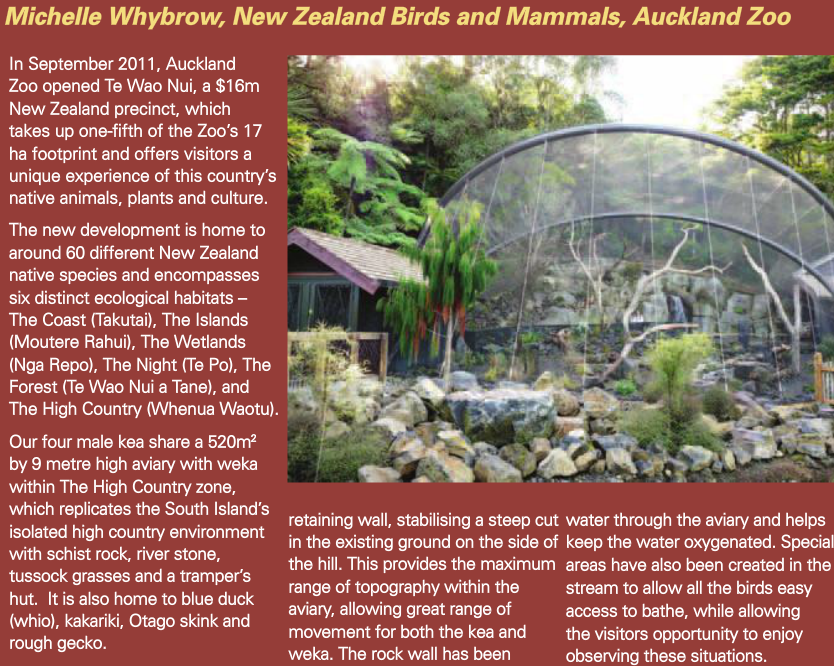 Michelle Whybrow, New Zealand Birds and Mammals, Auckland Zoo
In September 2011, Auckland
Zoo opened Te Wao Nui, a $16m
New Zealand precinct, which
takes up one-fifth of the Zoo's 17
ha footprint and offers visitors a
unique experience of this country's
native animals, plants and culture.
The new development is home to
around 60 different New Zealand
native species and encompasses
six distinct ecological habitats –
The Coast (Takutai), The Islands
(Moutere Rahui), The Wetlands
(Nga Repo), The Night (Te Po), The
Forest (Te Wao Nui a Tane), and
The High Country (Whenua Waotu).
Our four male kea share a 520m²
by 9 metre high aviary with weka
within The High Country zone,
which replicates the South Island's
isolated high country environment
with schist rock, river stone,
tussock grasses and a tramper's
hut.  It is also home to blue duck
(whio), kakariki, Otago skink and
rough gecko.
retaining wall, stabilising a steep cut
in the existing ground on the side of
the hill. This provides the maximum
range of topography within the
aviary, allowing great range of
movement for both the kea and
weka. The rock wall has been
water through the aviary and helps
keep the water oxygenated. Special
areas have also been created in the
stream to allow all the birds easy
access to bathe, while allowing
the visitors opportunity to enjoy
observing these situations.